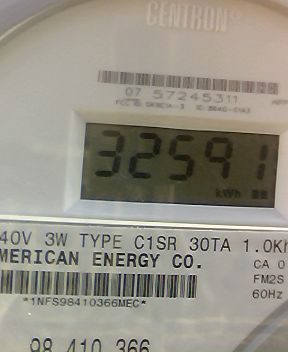 CENTRON®
07 57245311
32591
kWh
40V 3W TYPE C1SR 30TA 1.0Kh
MERICAN ENERGY CO.
CA 0
FM2S
60Hz
*1NFS98410366MEC*
98 410 366